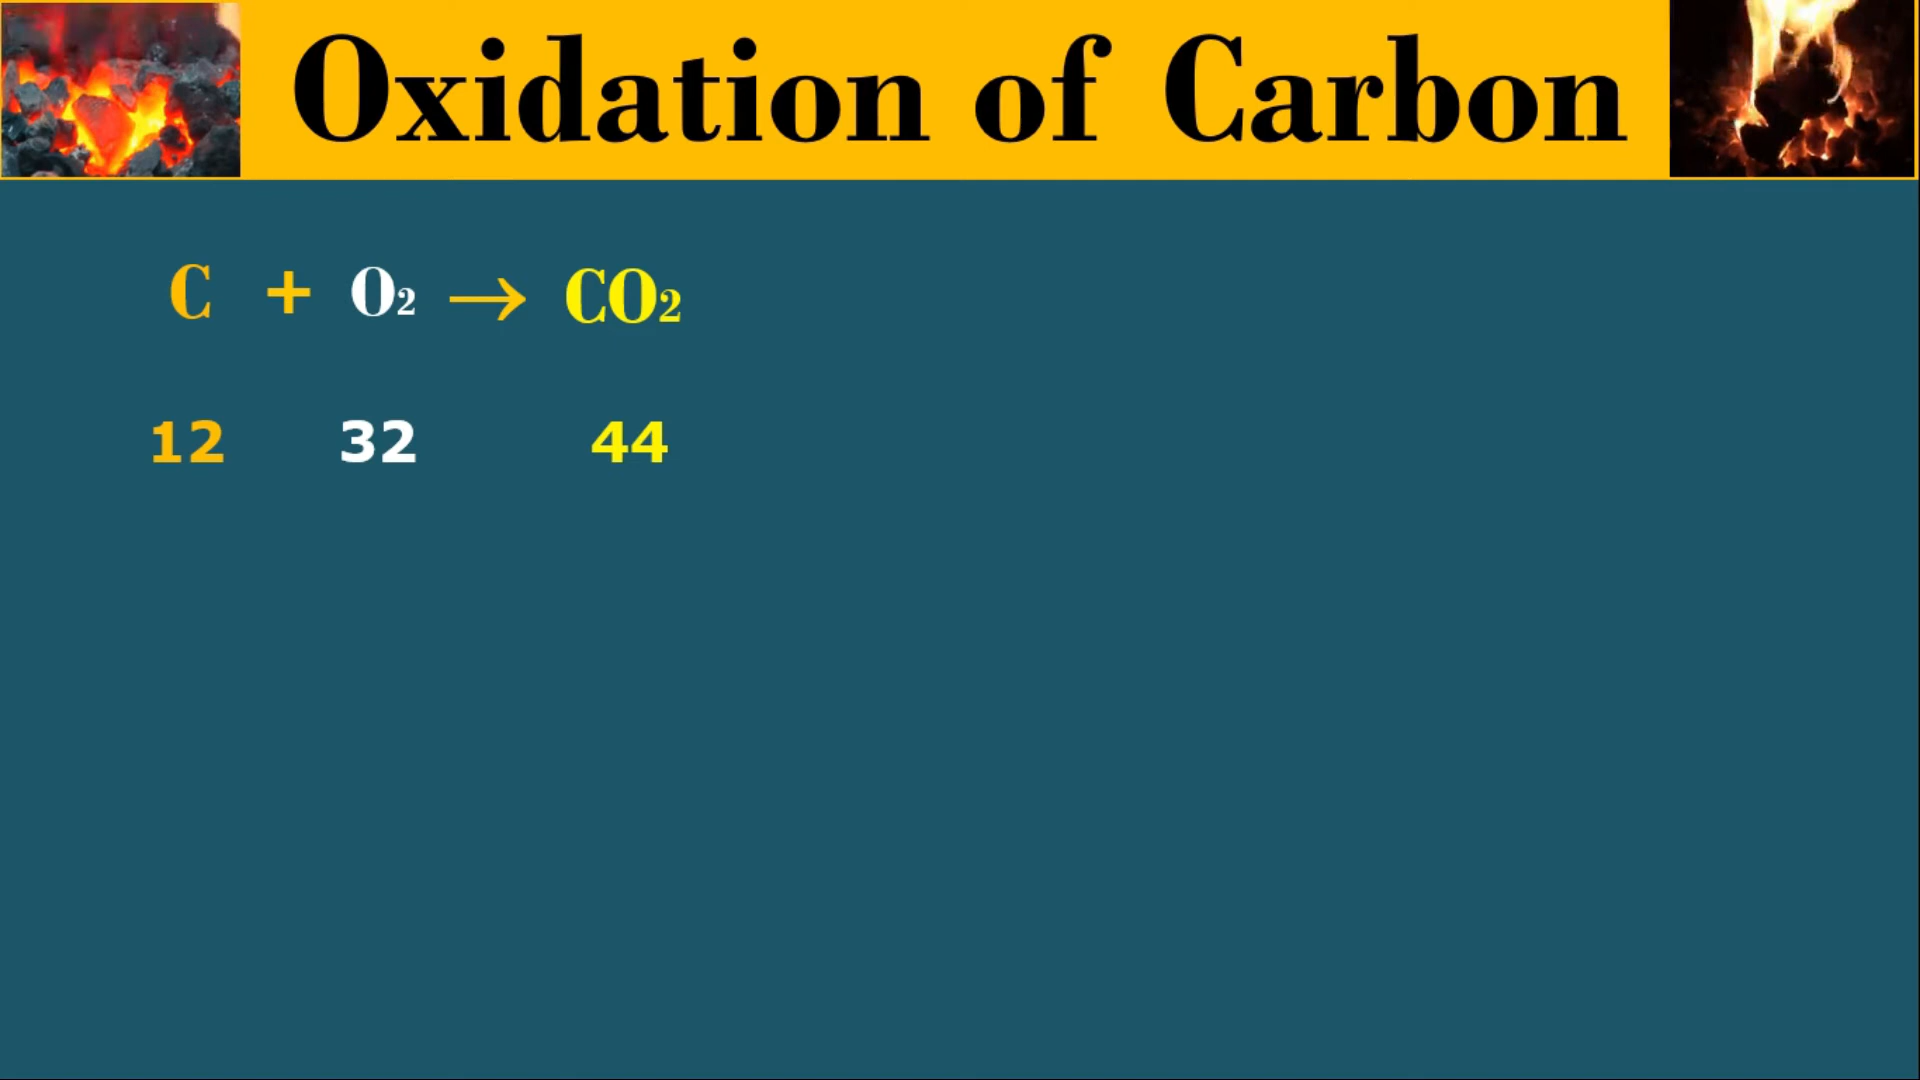 Oxidation of Carbon
C + O₂ → CO₂
12 32 44